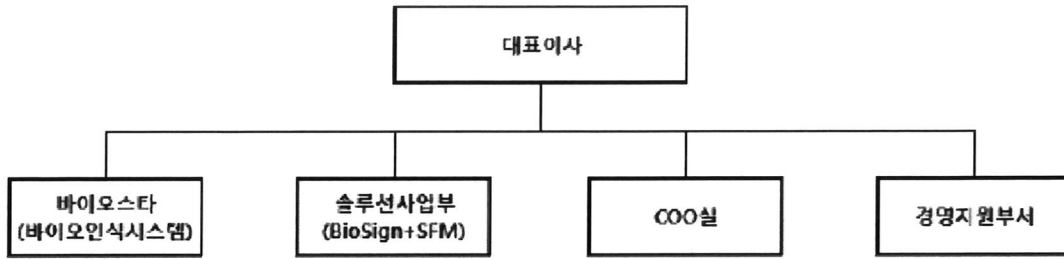 대표이사
바이오스타
(바이오인식시스템)
솔루션사업부
(BioSign+SFM)
COO실
경영지원부서